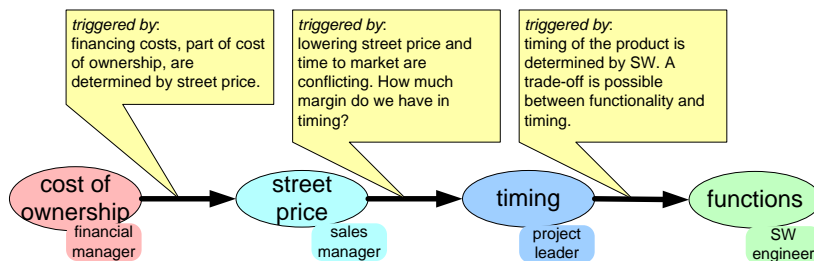 triggered by:
financing costs, part of cost
of ownership, are
determined by street price.
triggered by:
lowering street price and
time to market are
conflicting. How much
margin do we have in
timing?
triggered by:
timing of the product is
determined by SW. A
trade-off is possible
between functionality and
timing.
cost of
ownership
financial
manager
street
price
sales
manager
timing
project
leader
functions
SW
engineer